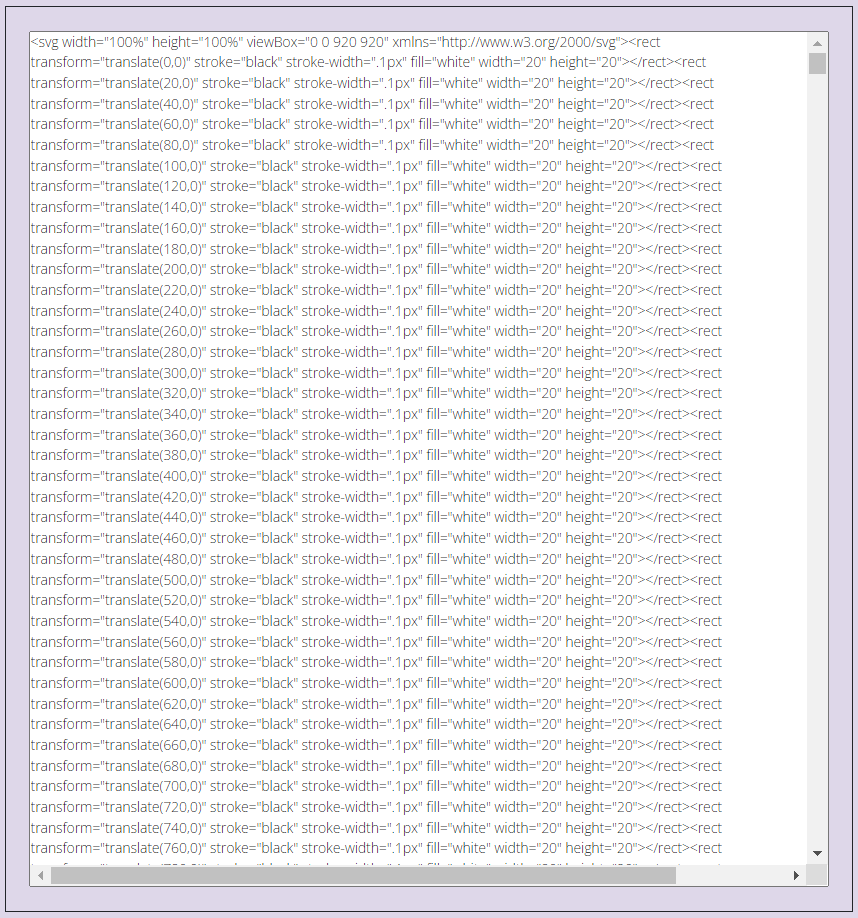 <svg width="100%" height="100%" viewBox="0 0 920 920" xmlns="http://www.w3.org/2000/svg"><rect
transform="translate(0,0)" stroke="black" stroke-width=".1px" fill="white" width="20" height="20"></rect><rect
transform="translate(20,0)" stroke="black" stroke-width=".1px" fill="white" width="20" height="20"></rect><rect
transform="translate(40,0)" stroke="black" stroke-width=".1px" fill="white" width="20" height="20"></rect><rect
transform="translate(60,0)" stroke="black" stroke-width=".1px" fill="white" width="20" height="20"></rect><rect
transform="translate(80,0)" stroke="black" stroke-width=".1px" fill="white" width="20" height="20"></rect><rect
transform="translate(100,0)" stroke="black" stroke-width=".1px" fill="white" width="20" height="20"></rect><rect
transform="translate(120,0)" stroke="black" stroke-width=".1px" fill="white" width="20" height="20"></rect><rect
transform="translate(140,0)" stroke="black" stroke-width=".1px" fill="white" width="20" height="20"></rect><rect
transform="translate(160,0)" stroke="black" stroke-width=".1px" fill="white" width="20" height="20"></rect><rect
transform="translate(180,0)" stroke="black" stroke-width=".1px" fill="white" width="20" height="20"></rect><rect
transform="translate(200,0)" stroke="black" stroke-width=".1px" fill="white" width="20" height="20"></rect><rect
transform="translate(220,0)" stroke="black" stroke-width=".1px" fill="white" width="20" height="20"></rect><rect
transform="translate(240,0)" stroke="black" stroke-width=".1px" fill="white" width="20" height="20"></rect><rect
transform="translate(260,0)" stroke="black" stroke-width=".1px" fill="white" width="20" height="20"></rect><rect
transform="translate(280,0)" stroke="black" stroke-width=".1px" fill="white" width="20" height="20"></rect><rect
transform="translate(300,0)" stroke="black" stroke-width=".1px" fill="white" width="20" height="20"></rect><rect
transform="translate(320,0)" stroke="black" stroke-width=".1px" fill="white" width="20" height="20"></rect><rect
transform="translate(340,0)" stroke="black" stroke-width=".1px" fill="white" width="20" height="20"></rect><rect
transform="translate(360,0)" stroke="black" stroke-width=".1px" fill="white" width="20" height="20"></rect><rect
transform="translate(380,0)" stroke="black" stroke-width=".1px" fill="white" width="20" height="20"></rect><rect
transform="translate(400,0)" stroke="black" stroke-width=".1px" fill="white" width="20" height="20"></rect><rect
transform="translate(420,0)" stroke="black" stroke-width=".1px" fill="white" width="20" height="20"></rect><rect
transform="translate(440,0)" stroke="black" stroke-width=".1px" fill="white" width="20" height="20"></rect><rect
transform="translate(460,0)" stroke="black" stroke-width=".1px" fill="white" width="20" height="20"></rect><rect
transform="translate(480,0)" stroke="black" stroke-width=".1px" fill="white" width="20" height="20"></rect><rect
transform="translate(500,0)" stroke="black" stroke-width=".1px" fill="white" width="20" height="20"></rect><rect
transform="translate(520,0)" stroke="black" stroke-width=".1px" fill="white" width="20" height="20"></rect><rect
transform="translate(540,0)" stroke="black" stroke-width=".1px" fill="white" width="20" height="20"></rect><rect
transform="translate(560,0)" stroke="black" stroke-width=".1px" fill="white" width="20" height="20"></rect><rect
transform="translate(580,0)" stroke="black" stroke-width=".1px" fill="white" width="20" height="20"></rect><rect
transform="translate(600,0)" stroke="black" stroke-width=".1px" fill="white" width="20" height="20"></rect><rect
transform="translate(620,0)" stroke="black" stroke-width=".1px" fill="white" width="20" height="20"></rect><rect
transform="translate(640,0)" stroke="black" stroke-width=".1px" fill="white" width="20" height="20"></rect><rect
transform="translate(660,0)" stroke="black" stroke-width=".1px" fill="white" width="20" height="20"></rect><rect
transform="translate(680,0)" stroke="black" stroke-width=".1px" fill="white" width="20" height="20"></rect><rect
transform="translate(700,0)" stroke="black" stroke-width=".1px" fill="white" width="20" height="20"></rect><rect
transform="translate(720,0)" stroke="black" stroke-width=".1px" fill="white" width="20" height="20"></rect><rect
transform="translate(740,0)" stroke="black" stroke-width=".1px" fill="white" width="20" height="20"></rect><rect
transform="translate(760,0)" stroke="black" stroke-width=".1px" fill="white" width="20" height="20"></rect><rect